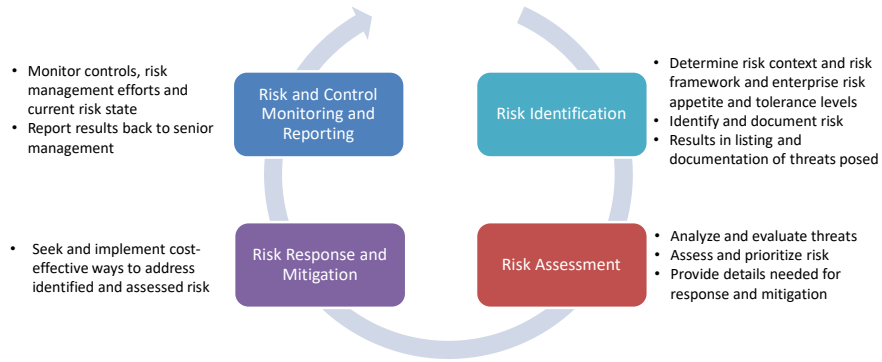 • Monitor controls, risk
management efforts and
current risk state
• Report results back to senior
management
Risk and Control
Monitoring and
Reporting
Risk Identification
• Determine risk context and risk
framework and enterprise risk
appetite and tolerance levels
• Identify and document risk
• Results in listing and
documentation of threats posed
• Seek and implement cost-
effective ways to address
identified and assessed risk
Risk Response and
Mitigation
Risk Assessment
• Analyze and evaluate threats
• Assess and prioritize risk
• Provide details needed for
response and mitigation